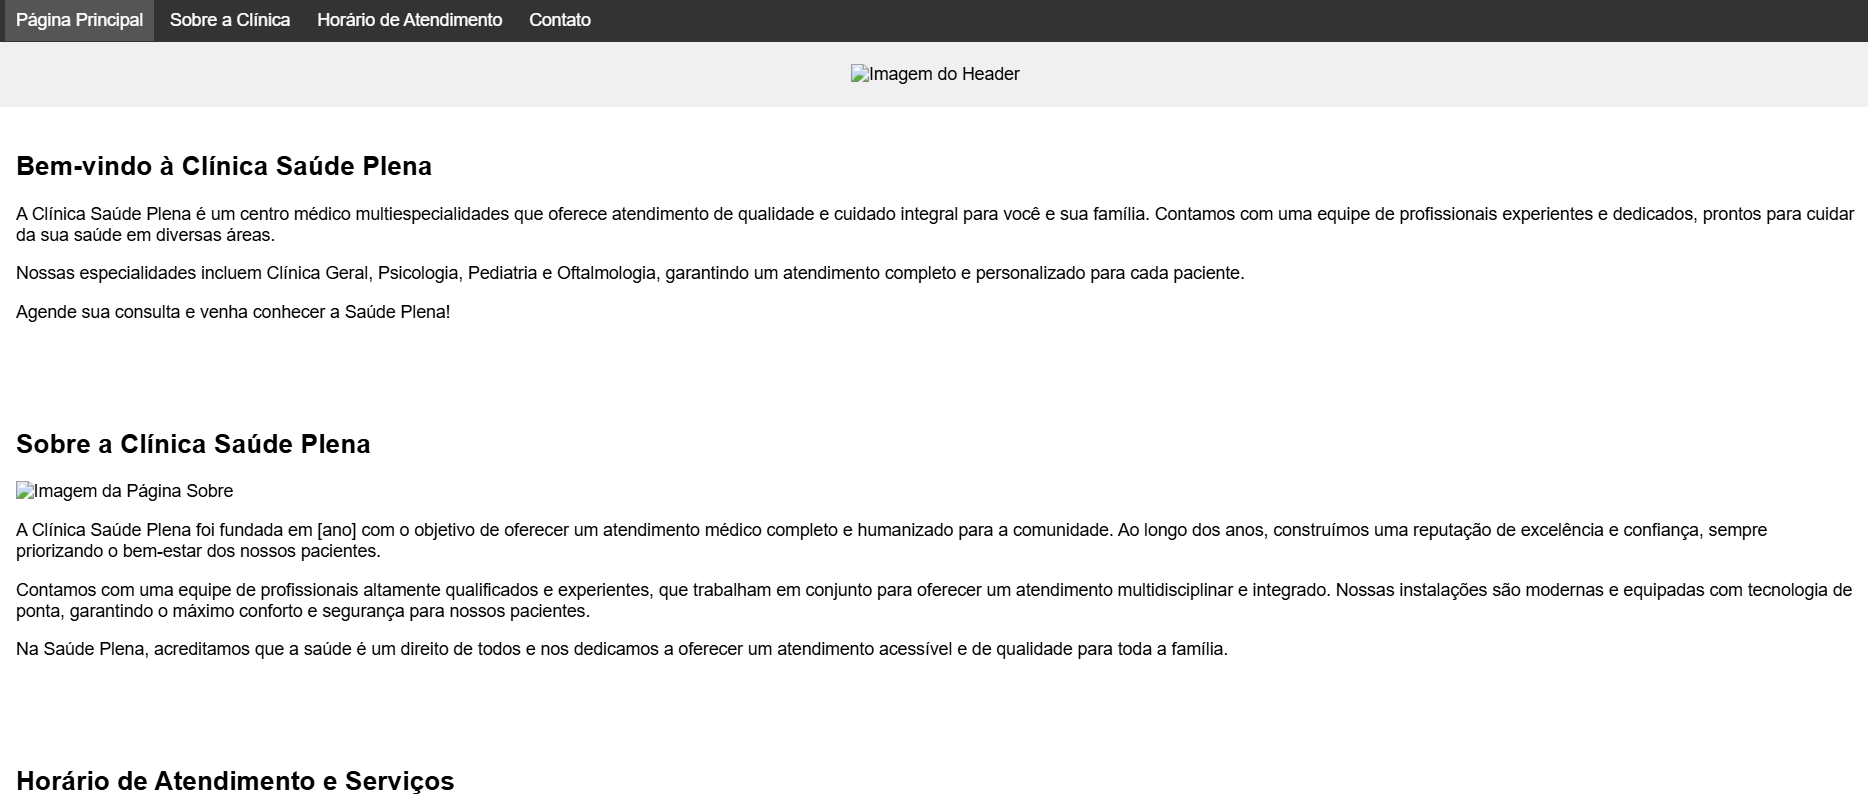 Página Principal Sobre a Clínica Horário de Atendimento Contato
Imagem do Header
Bem-vindo à Clínica Saúde Plena
A Clínica Saúde Plena é um centro médico multiespecialidades que oferece atendimento de qualidade e cuidado integral para você e sua família. Contamos com uma equipe de profissionais experientes e dedicados, prontos para cuidar
da sua saúde em diversas áreas.
Nossas especialidades incluem Clínica Geral, Psicologia, Pediatria e Oftalmologia, garantindo um atendimento completo e personalizado para cada paciente.
Agende sua consulta e venha conhecer a Saúde Plena!
Sobre a Clínica Saúde Plena
Imagem da Página Sobre
A Clínica Saúde Plena foi fundada em [ano] com o objetivo de oferecer um atendimento médico completo e humanizado para a comunidade. Ao longo dos anos, construímos uma reputação de excelência e confiança, sempre
priorizando o bem-estar dos nossos pacientes.
Contamos com uma equipe de profissionais altamente qualificados e experientes, que trabalham em conjunto para oferecer um atendimento multidisciplinar e integrado. Nossas instalações são modernas e equipadas com tecnologia de
ponta, garantindo o máximo conforto e segurança para nossos pacientes.
Na Saúde Plena, acreditamos que a saúde é um direito de todos e nos dedicamos a oferecer um atendimento acessível e de qualidade para toda a família.
Horário de Atendimento e Serviços